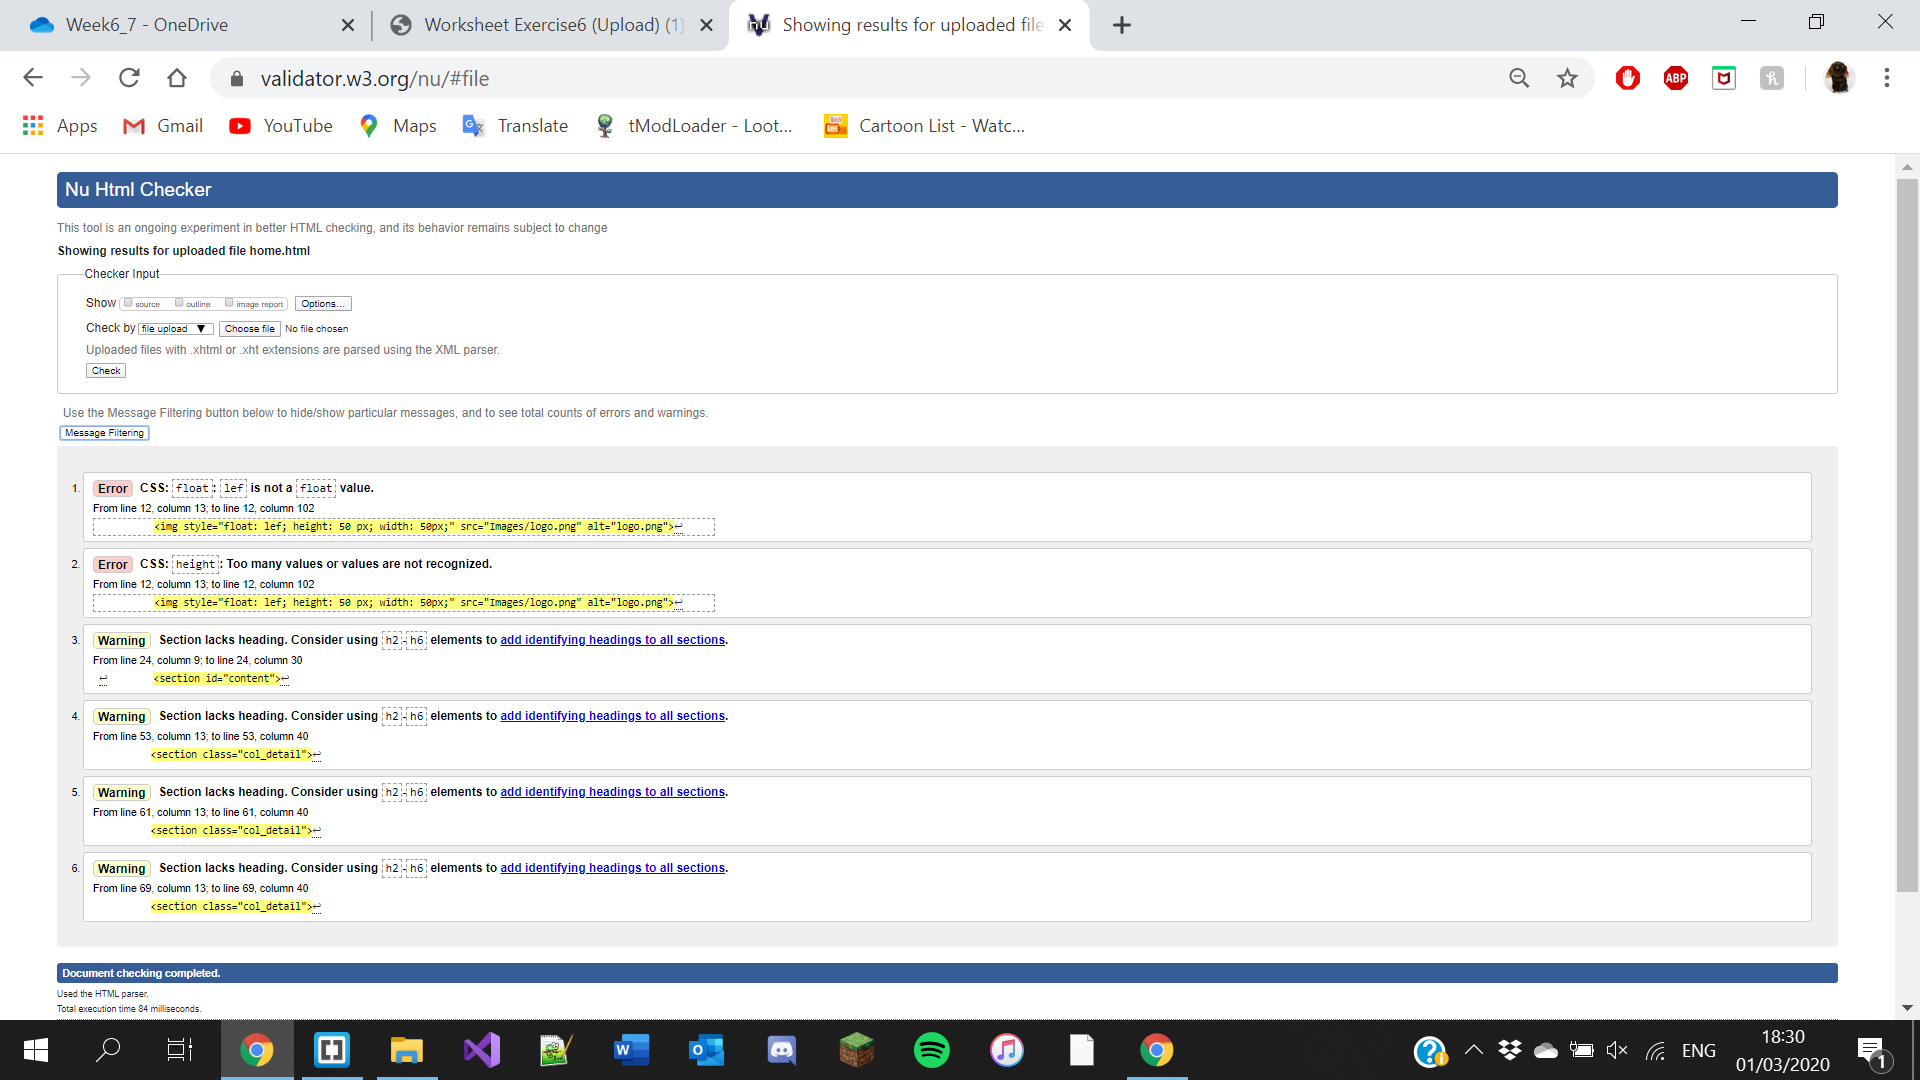 Week6_7 - OneDrive
Worksheet Exercise6 (Upload) (1)
Showing results for uploaded file
validator.w3.org/nu/#file
ABP
Apps
Gmail
YouTube
Maps
Translate
tModLoader - Loot...
Cartoon List - Watc...
Nu Html Checker
This tool is an ongoing experiment in better HTML checking, and its behavior remains subject to change
Showing results for uploaded file home.html
Checker Input
Show source outline image report Options...
Check by file upload ▼ Choose file No file chosen
Uploaded files with .xhtml or .xht extensions are parsed using the XML parser.
Check
Use the Message Filtering button below to hide/show particular messages, and to see total counts of errors and warnings.
Message Filtering
1. Error CSS: float: lef is not a float value.
From line 12, column 13; to line 12, column 102
<img style="float: lef; height: 50 px; width: 50px;" src="Images/logo.png" alt="logo.png">↩
2. Error CSS: height: Too many values or values are not recognized.
From line 12, column 13; to line 12, column 102
<img style="float: lef; height: 50 px; width: 50px;" src="Images/logo.png" alt="logo.png">↩
3. Warning Section lacks heading. Consider using h2-h6 elements to add identifying headings to all sections.
From line 24, column 9; to line 24, column 30
↩ <section id="content">↩
4. Warning Section lacks heading. Consider using h2-h6 elements to add identifying headings to all sections.
From line 53, column 13; to line 53, column 40
<section class="col_detail">↩
5. Warning Section lacks heading. Consider using h2-h6 elements to add identifying headings to all sections.
From line 61, column 13; to line 61, column 40
<section class="col_detail">↩
6. Warning Section lacks heading. Consider using h2-h6 elements to add identifying headings to all sections.
From line 69, column 13; to line 69, column 40
<section class="col_detail">↩
Document checking completed.
Used the HTML parser.
Total execution time 84 milliseconds.
ENG
18:30
01/03/2020
1